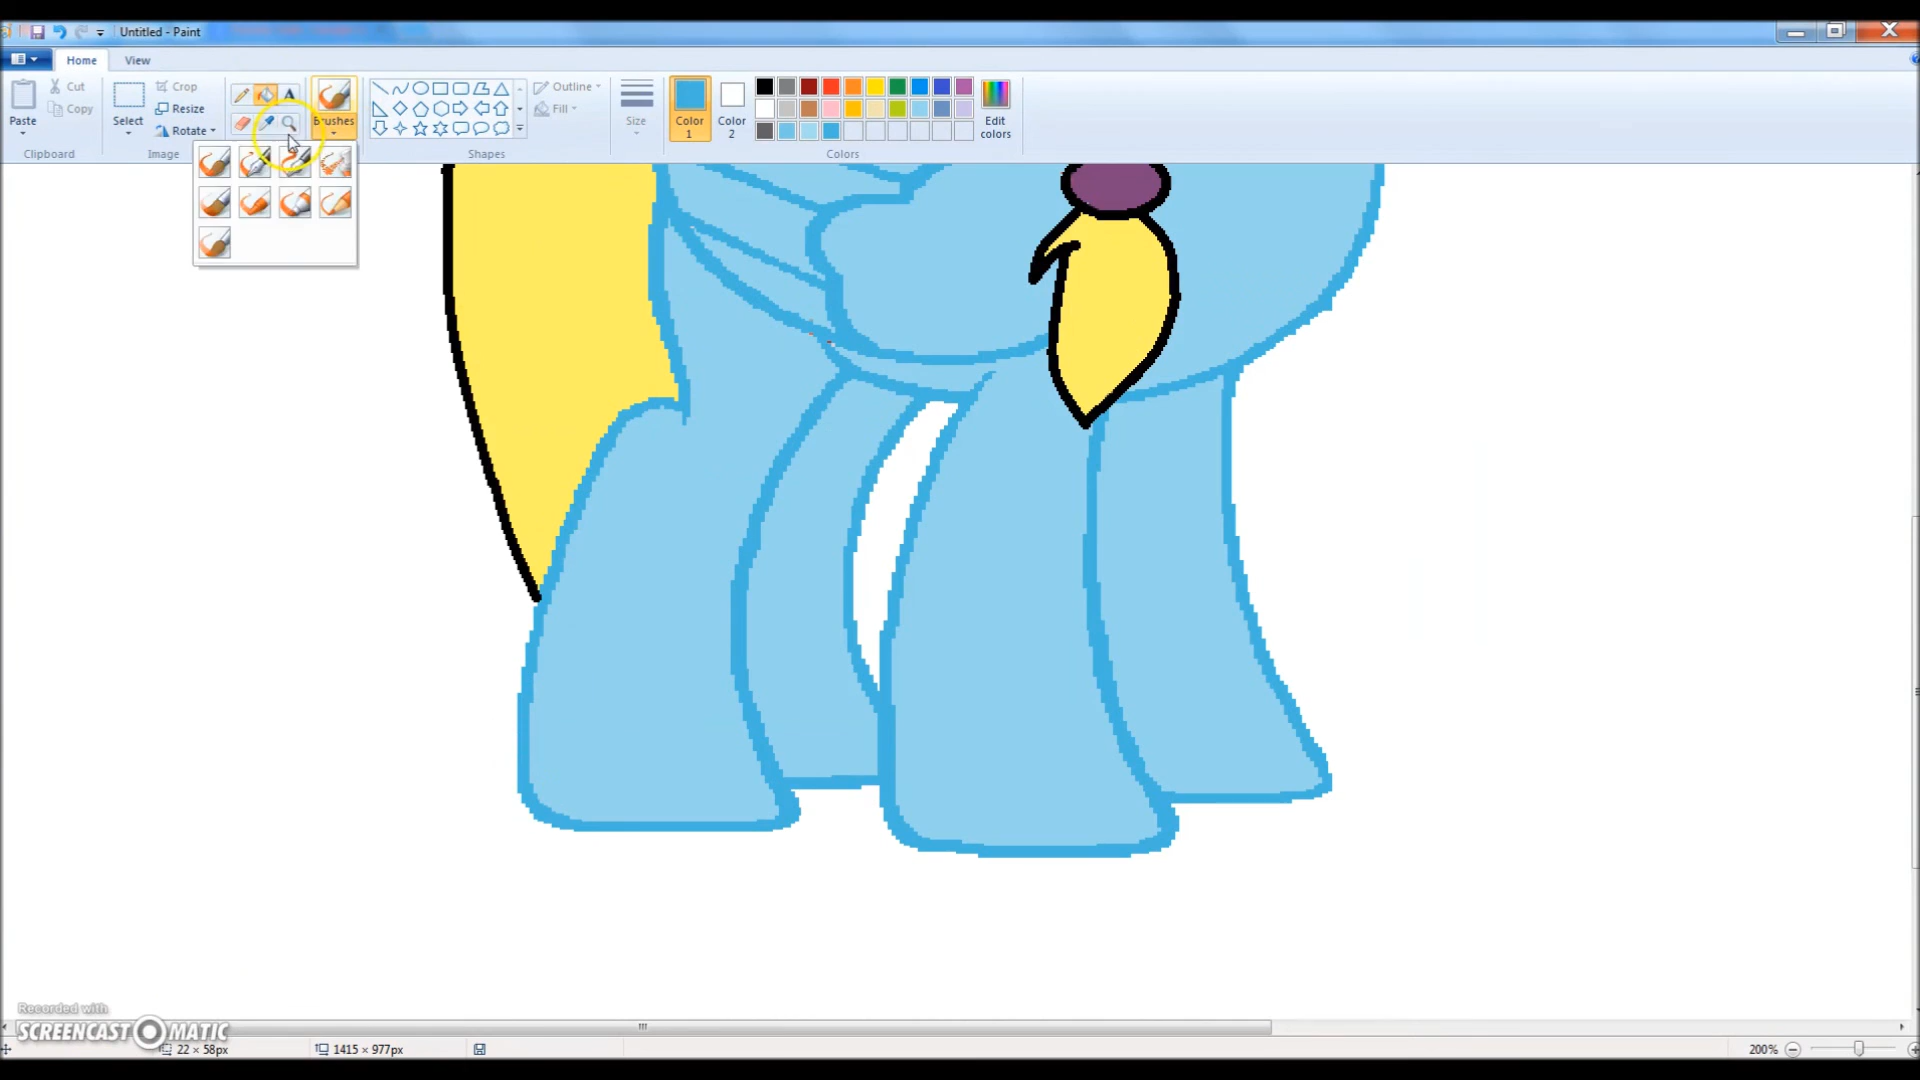 Untitled - Paint
Home View
Paste
Cut
Copy
Clipboard
Select
Crop
Resize
Rotate
Image
A
Brushes
Shapes
Outline
Fill
Size
Color 1
Color 2
Edit colors
Colors
Recorded with
SCREENCAST MATIC
22 × 58px
1415 × 977px
200%